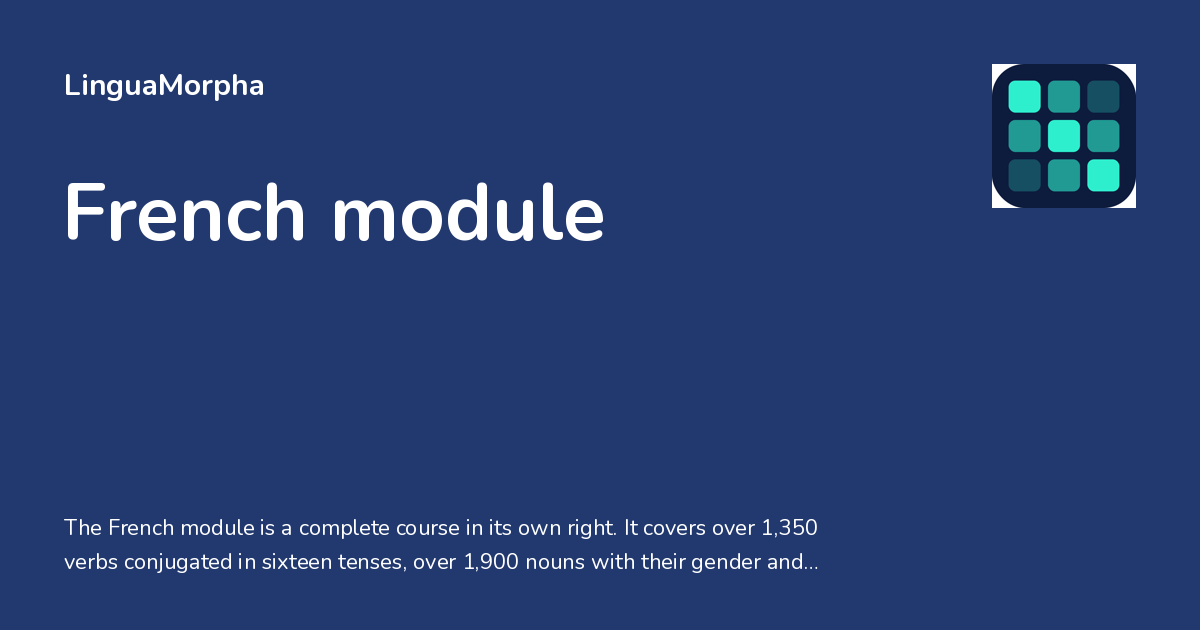 LinguaMorpha
French module
The French module is a complete course in its own right. It covers over 1,350
verbs conjugated in sixteen tenses, over 1,900 nouns with their gender and...